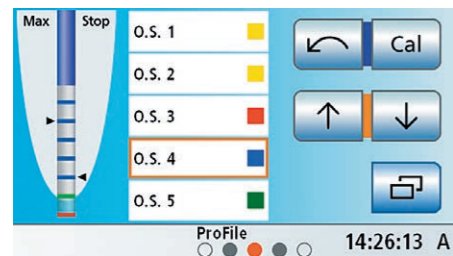 Max Stop
O.S. 1
O.S. 2
O.S. 3
O.S. 4
O.S. 5
Cal
ProFile
14:26:13 A